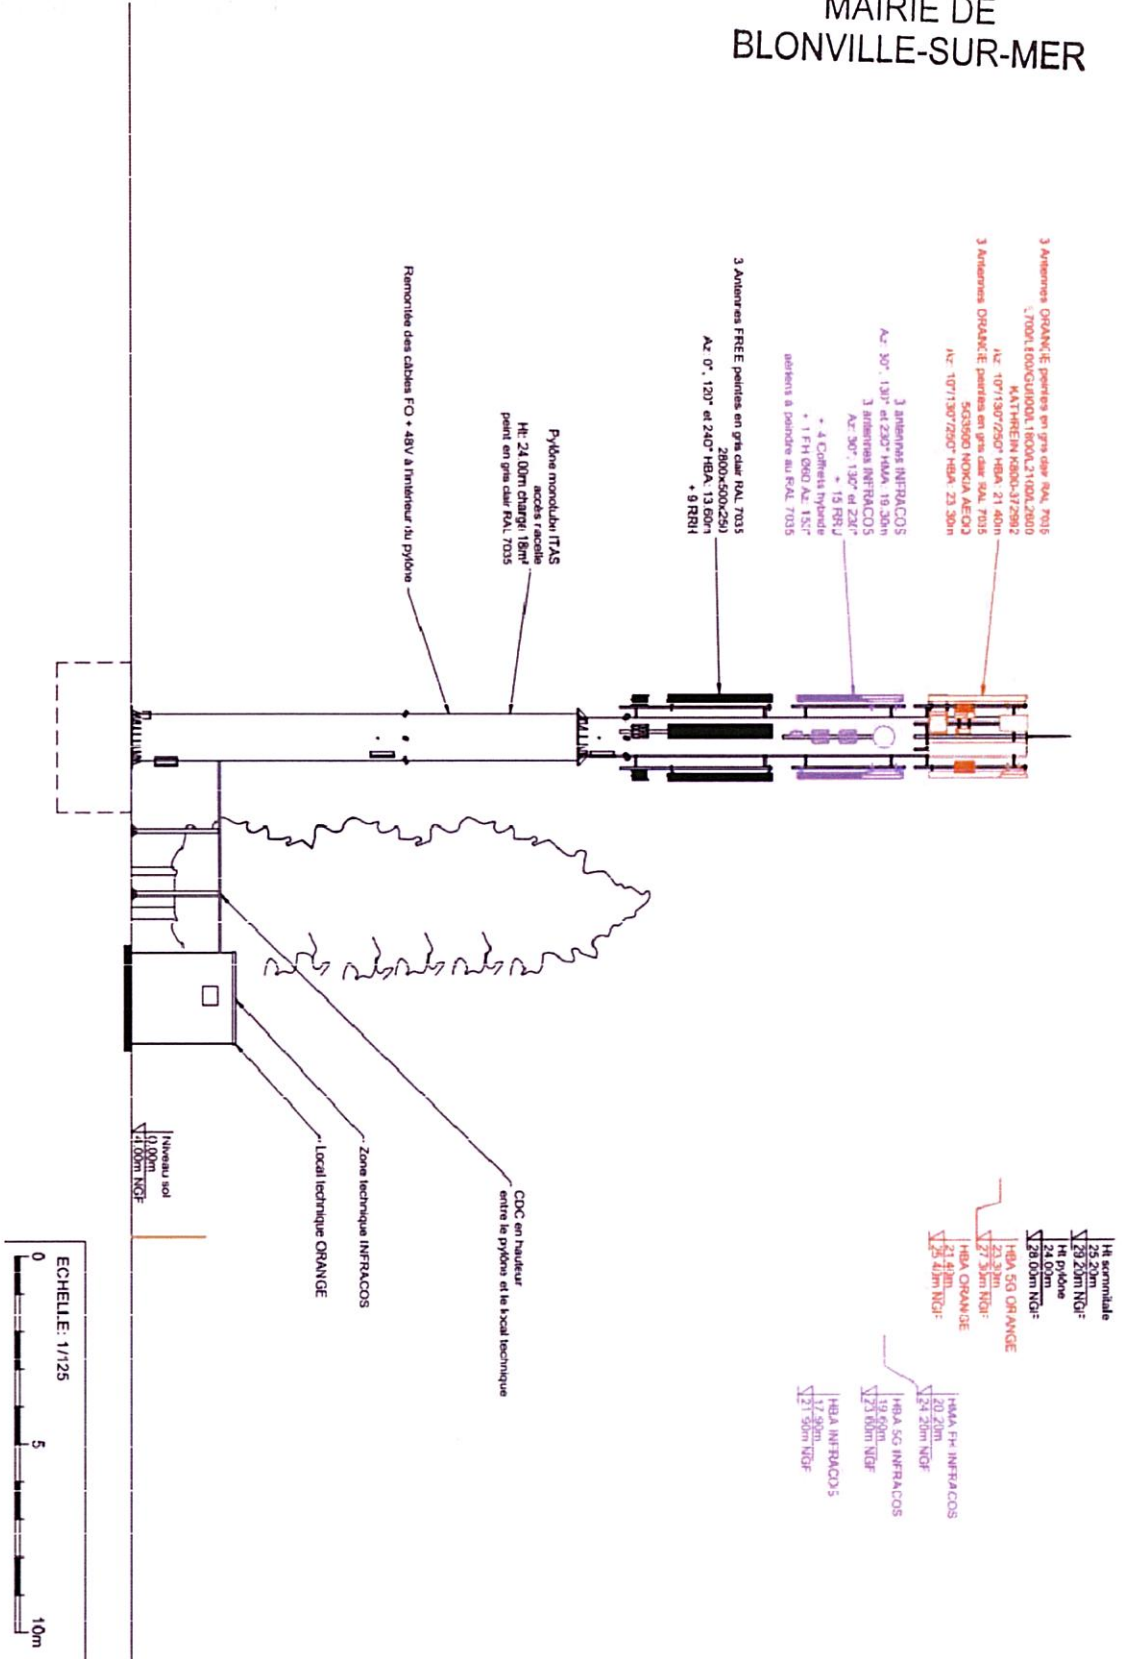 MAIRIE DE
BLONVILLE-SUR-MER
3 Antennes ORANGE peintes en gris clair RAL 7035
KATHREIN K800-372992
Az: 10°/130°/250° HBA: 21.40m
3 Antennes ORANGE peintes en gris clair RAL 7035
5G3500 NOKIA AEQQ
Az: 10°/130°/250° HBA: 23.30m
3 antennes INFRACOS
Az: 30°, 130° et 230° HMA: 19.30m
3 antennes INFRACOS
Az: 30°, 130° et 230°
+ 15 RRU
+ 4 Coffrets hybride
+ 1 FH Ø60 Az: 153°
aériens à peindre au RAL 7035
3 Antennes FREE peintes en gris clair RAL 7035
2800x500x250
Az: 0°, 120° et 240° HBA: 13.60m
+ 9 RRH
Pylône monotube ITAS
accès nacelle
Ht: 24.00m charge 18m²
peint en gris clair RAL 7035
Remontée des câbles FO + 48V à l'intérieur du pylône
Ht sommitale
25.20m
29.20m NGF
Ht pylône
24.00m
28.00m NGF
HBA 5G ORANGE
23.30m
27.30m NGF
HBA ORANGE
21.40m
25.40m NGF
HMA FH INFRACOS
20.20m
24.20m NGF
HBA 5G INFRACOS
19.60m
23.60m NGF
HBA INFRACOS
17.90m
21.90m NGF
CDC en hauteur
entre le pylône et le local technique
Zone technique INFRACOS
Local technique ORANGE
Niveau sol
0.00m
4.00m NGF
ECHELLE: 1/125
0 5 10m